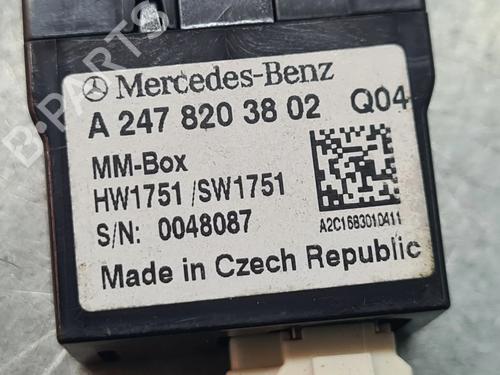 Mercedes-Benz
A 247 820 38 02 Q04
MM-Box
HW1751 /SW1751
S/N: 0048087
A2C1683010411
Made in Czech Republic
B-PARTS